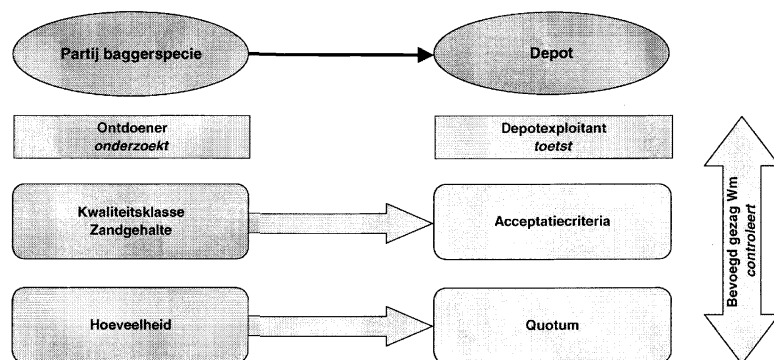 Partij baggerspecie
Depot
Ontdoener
onderzoekt
Depotexploitant
toetst
Kwaliteitsklasse
Zandgehalte
Acceptatiecriteria
Hoeveelheid
Quotum
Bevoegd gezag Wm
controleert